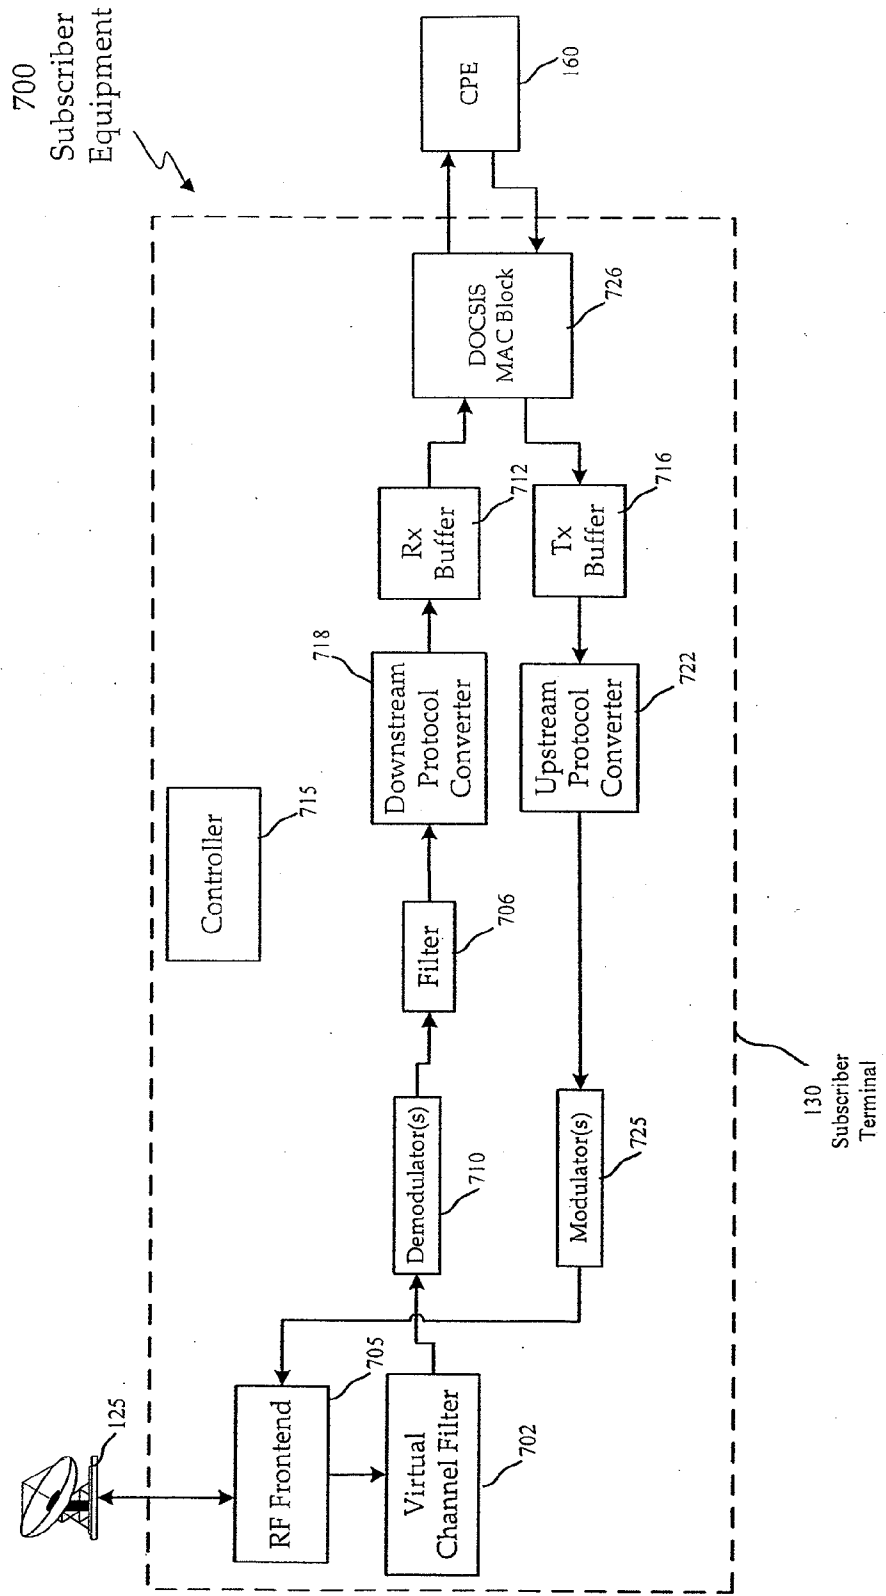 700
Subscriber
Equipment
125
RF Frontend
705
Virtual
Channel Filter
702
Demodulator(s)
710
Filter
706
Controller
715
Downstream
Protocol
Converter
718
Rx
Buffer
712
DOCSIS
MAC Block
726
CPE
160
Tx
Buffer
716
Upstream
Protocol
Converter
722
Modulator(s)
725
130
Subscriber
Terminal